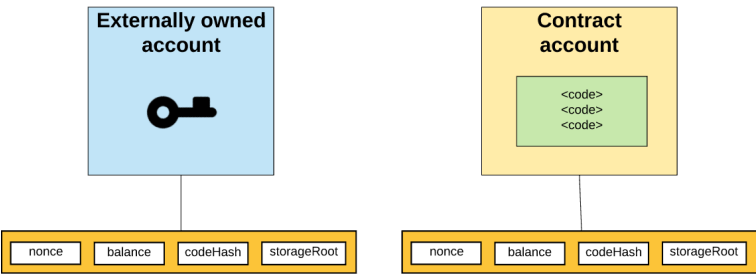 Externally owned
account
Contract
account
<code>
<code>
<code>
nonce
balance
codeHash
storageRoot
nonce
balance
codeHash
storageRoot